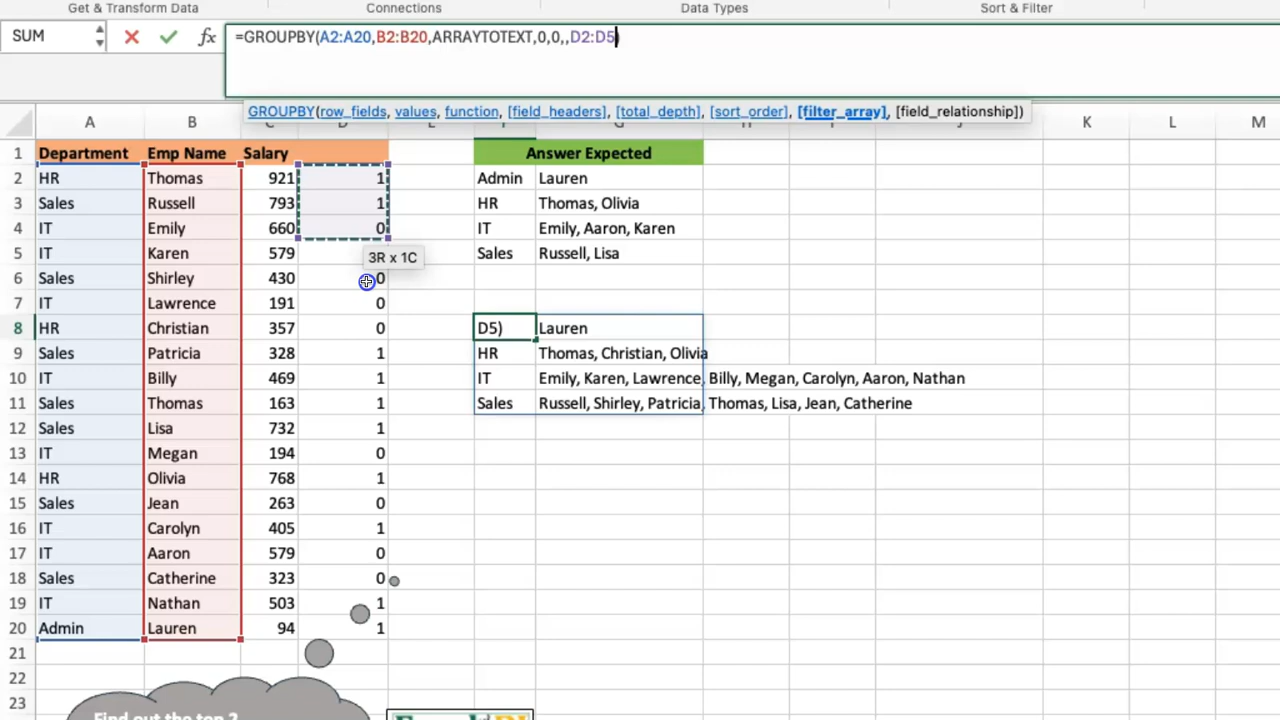 Get & Transform Data Connections Data Types Sort & Filter
SUM fx =GROUPBY(A2:A20,B2:B20,ARRAYTOTEXT,0,0,,D2:D5)
GROUPBY(row_fields, values, function, [field_headers], [total_depth], [sort_order], [filter_array], [field_relationship])
A B K L M
1 Department Emp Name Salary Answer Expected
2 HR Thomas 921 1 Admin Lauren
3 Sales Russell 793 1 HR Thomas, Olivia
4 IT Emily 660 0 IT Emily, Aaron, Karen
5 IT Karen 579 3R x 1C Sales Russell, Lisa
6 Sales Shirley 430 0
7 IT Lawrence 191 0
8 HR Christian 357 0 D5) Lauren
9 Sales Patricia 328 1 HR Thomas, Christian, Olivia
10 IT Billy 469 1 IT Emily, Karen, Lawrence, Billy, Megan, Carolyn, Aaron, Nathan
11 Sales Thomas 163 1 Sales Russell, Shirley, Patricia, Thomas, Lisa, Jean, Catherine
12 Sales Lisa 732 1
13 IT Megan 194 0
14 HR Olivia 768 1
15 Sales Jean 263 0
16 IT Carolyn 405 1
17 IT Aaron 579 0
18 Sales Catherine 323 0
19 IT Nathan 503 1
20 Admin Lauren 94 1
21
22
23
Find out the top 2